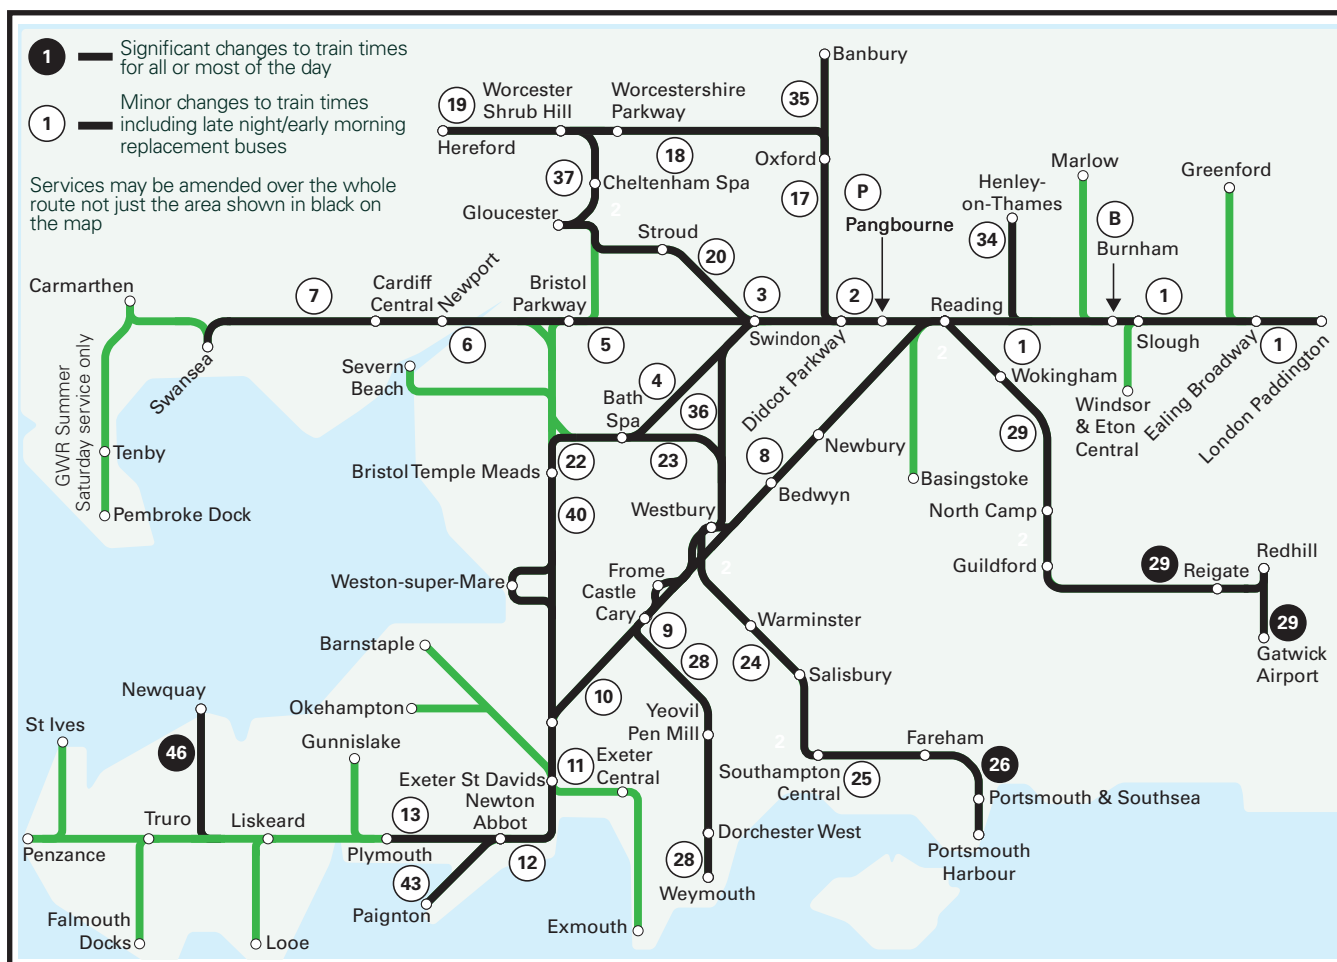 1
Significant changes to train times
for all or most of the day
1
Minor changes to train times
including late night/early morning
replacement buses
Services may be amended over the whole
route not just the area shown in black on
the map
Banbury
35
19
Worcester
Shrub Hill
Worcestershire
Parkway
Hereford
18
Oxford
37
Cheltenham Spa
2
17
P
Pangbourne
Gloucester
Stroud
20
Marlow
Henley-
on-Thames
34
B
Burnham
Greenford
Carmarthen
7
Cardiff
Central
Newport
Bristol
Parkway
3
2
Reading
1
Swansea
6
5
Swindon
Didcot Parkway
2
1
Slough
Ealing Broadway
1
London Paddington
GWR Summer
Saturday service only
Severn
Beach
4
Bath
Spa
36
Wokingham
Windsor
& Eton
Central
29
Tenby
Pembroke Dock
Bristol Temple Meads
22
23
8
Newbury
Bedwyn
Basingstoke
40
Westbury
North Camp
2
Guildford
Weston-super-Mare
Frome
Castle
Cary
2
29
Reigate
Redhill
29
Gatwick
Airport
9
Warminster
Barnstaple
28
24
Salisbury
Newquay
Okehampton
10
Yeovil
Pen Mill
St Ives
46
Gunnislake
2
Fareham
26
11
Exeter
Central
Exeter St Davids
Southampton
Central
25
Portsmouth & Southsea
Newton
Abbot
Truro
Liskeard
13
Dorchester West
Penzance
Plymouth
12
Portsmouth
Harbour
43
28
Weymouth
Paignton
Falmouth
Docks
Looe
Exmouth